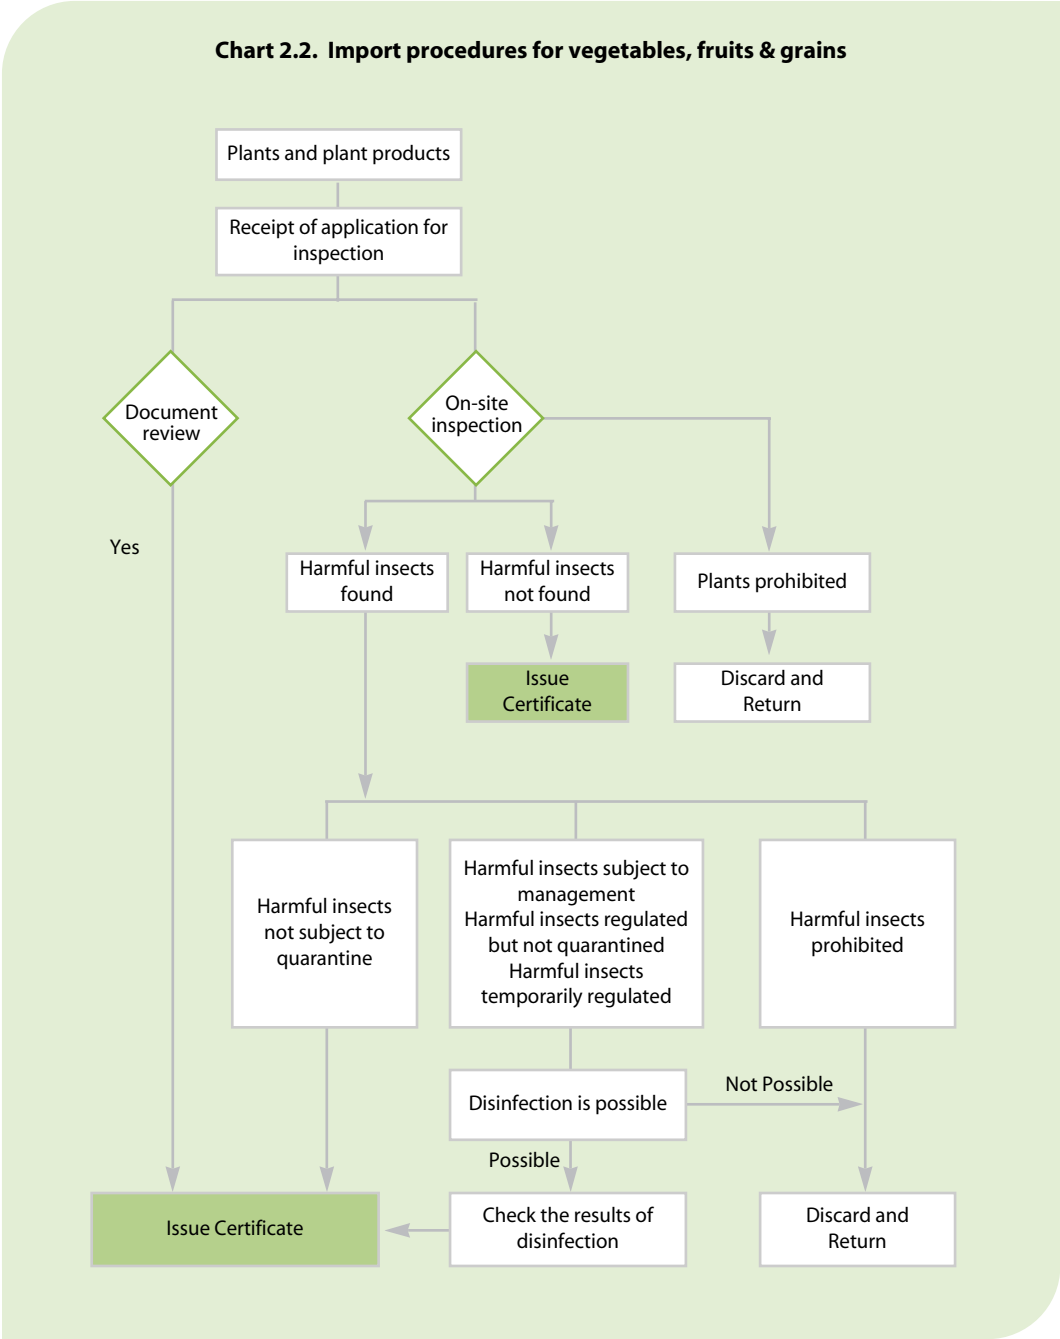 Chart 2.2. Import procedures for vegetables, fruits & grains
Plants and plant products
Receipt of application for
inspection
Document
review
On-site
inspection
Yes
Harmful insects
found
Harmful insects
not found
Plants prohibited
Issue
Certificate
Discard and
Return
Harmful insects
not subject to
quarantine
Harmful insects subject to
management
Harmful insects regulated
but not quarantined
Harmful insects
temporarily regulated
Harmful insects
prohibited
Disinfection is possible
Not Possible
Possible
Issue Certificate
Check the results of
disinfection
Discard and
Return